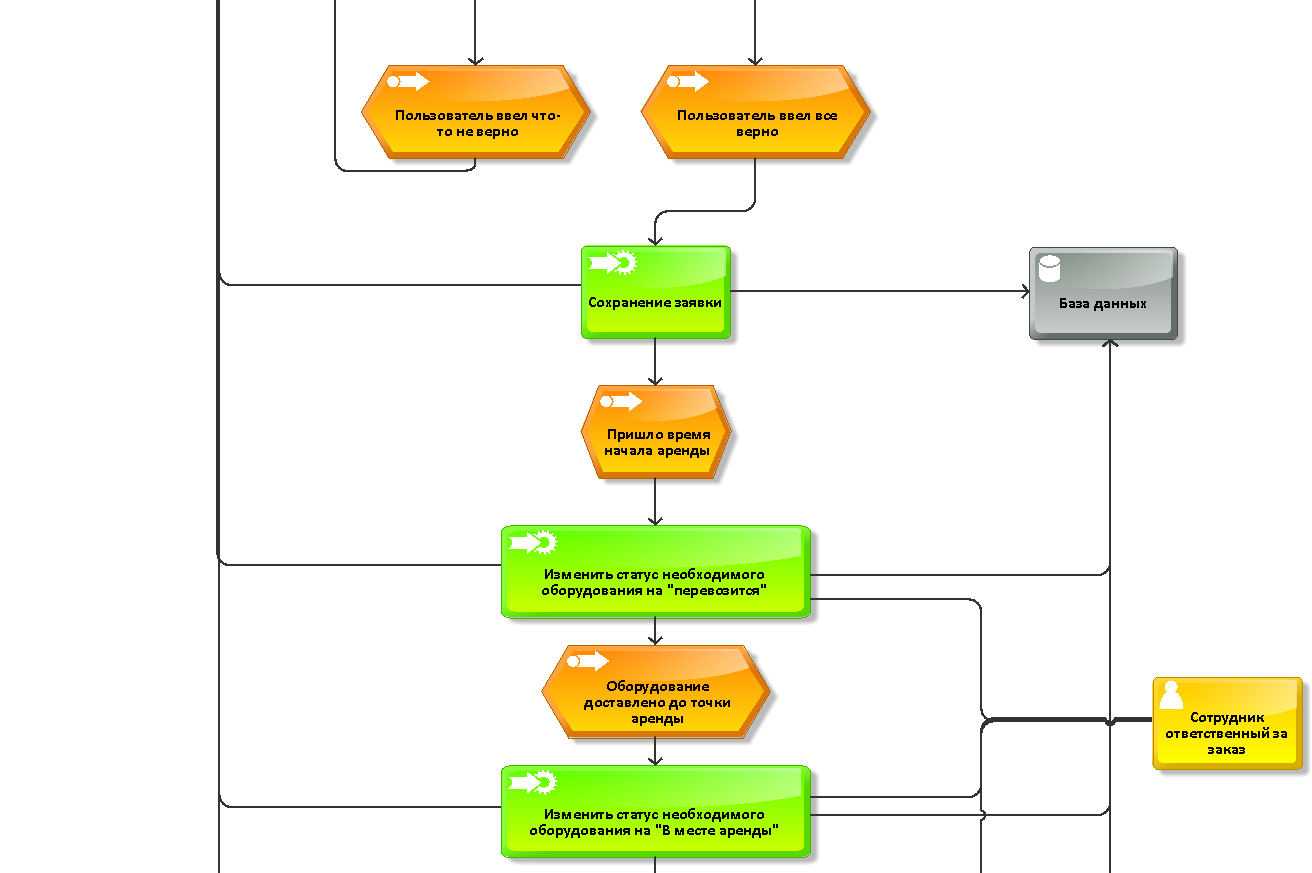 Пользователь ввел что-
то не верно
Пользователь ввел все
верно
Сохранение заявки
База данных
Пришло время
начала аренды
Изменить статус необходимого
оборудования на "перевозится"
Оборудование
доставлено до точки
аренды
Сотрудник
ответственный за
заказ
Изменить статус необходимого
оборудования на "В месте аренды"